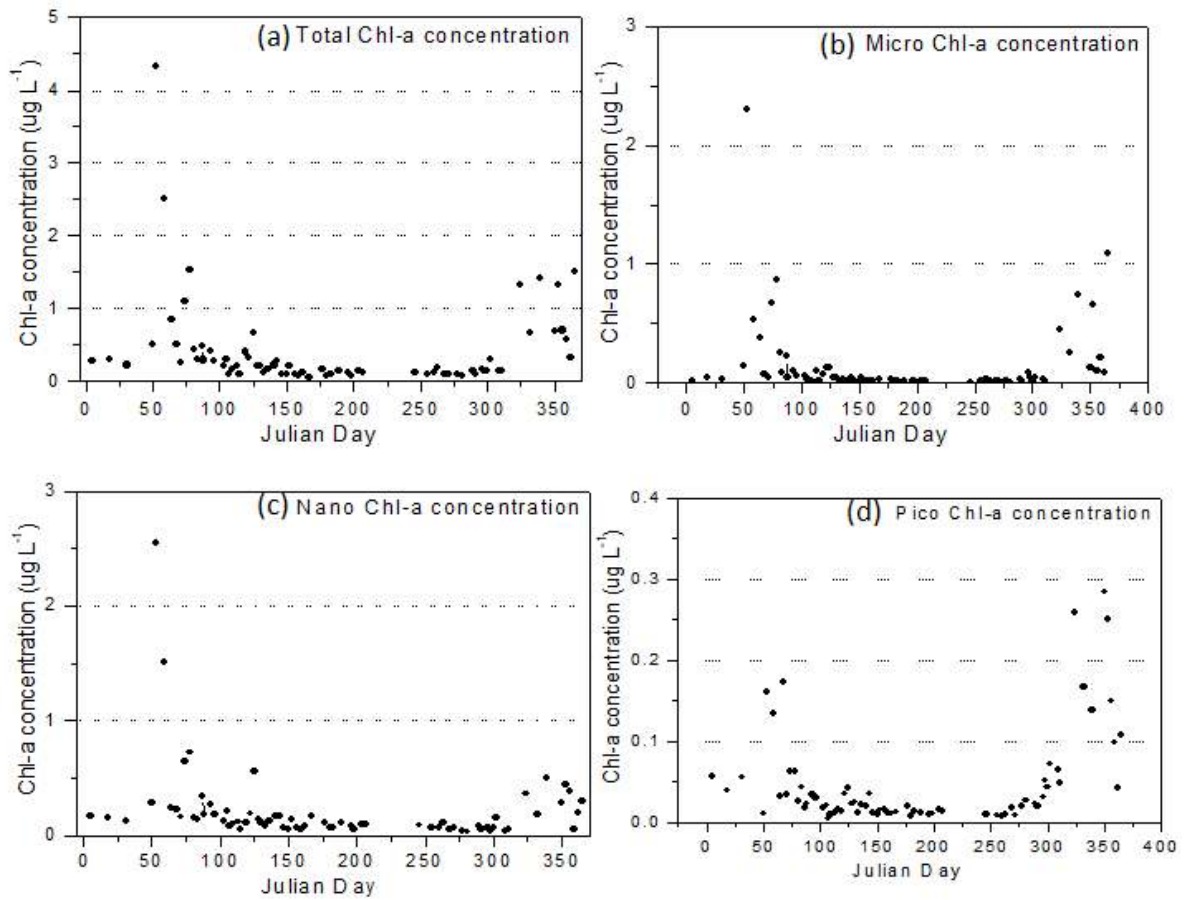 (a) Total Chl-a concentration
Chl-a concentration (ug L-1)
5
4
3
2
1
0
0 50 100 150 200 250 300 350
Julian Day
(b) Micro Chl-a concentration
Chl-a concentration (ug L-1)
3
2
1
0
0 50 100 150 200 250 300 350 400
Julian Day
(c) Nano Chl-a concentration
Chl-a concentration (ug L-1)
3
2
1
0
0 50 100 150 200 250 300 350
Julian Day
(d) Pico Chl-a concentration
Chl-a concentration (ug L-1)
0.4
0.3
0.2
0.1
0.0
0 50 100 150 200 250 300 350 400
Julian Day